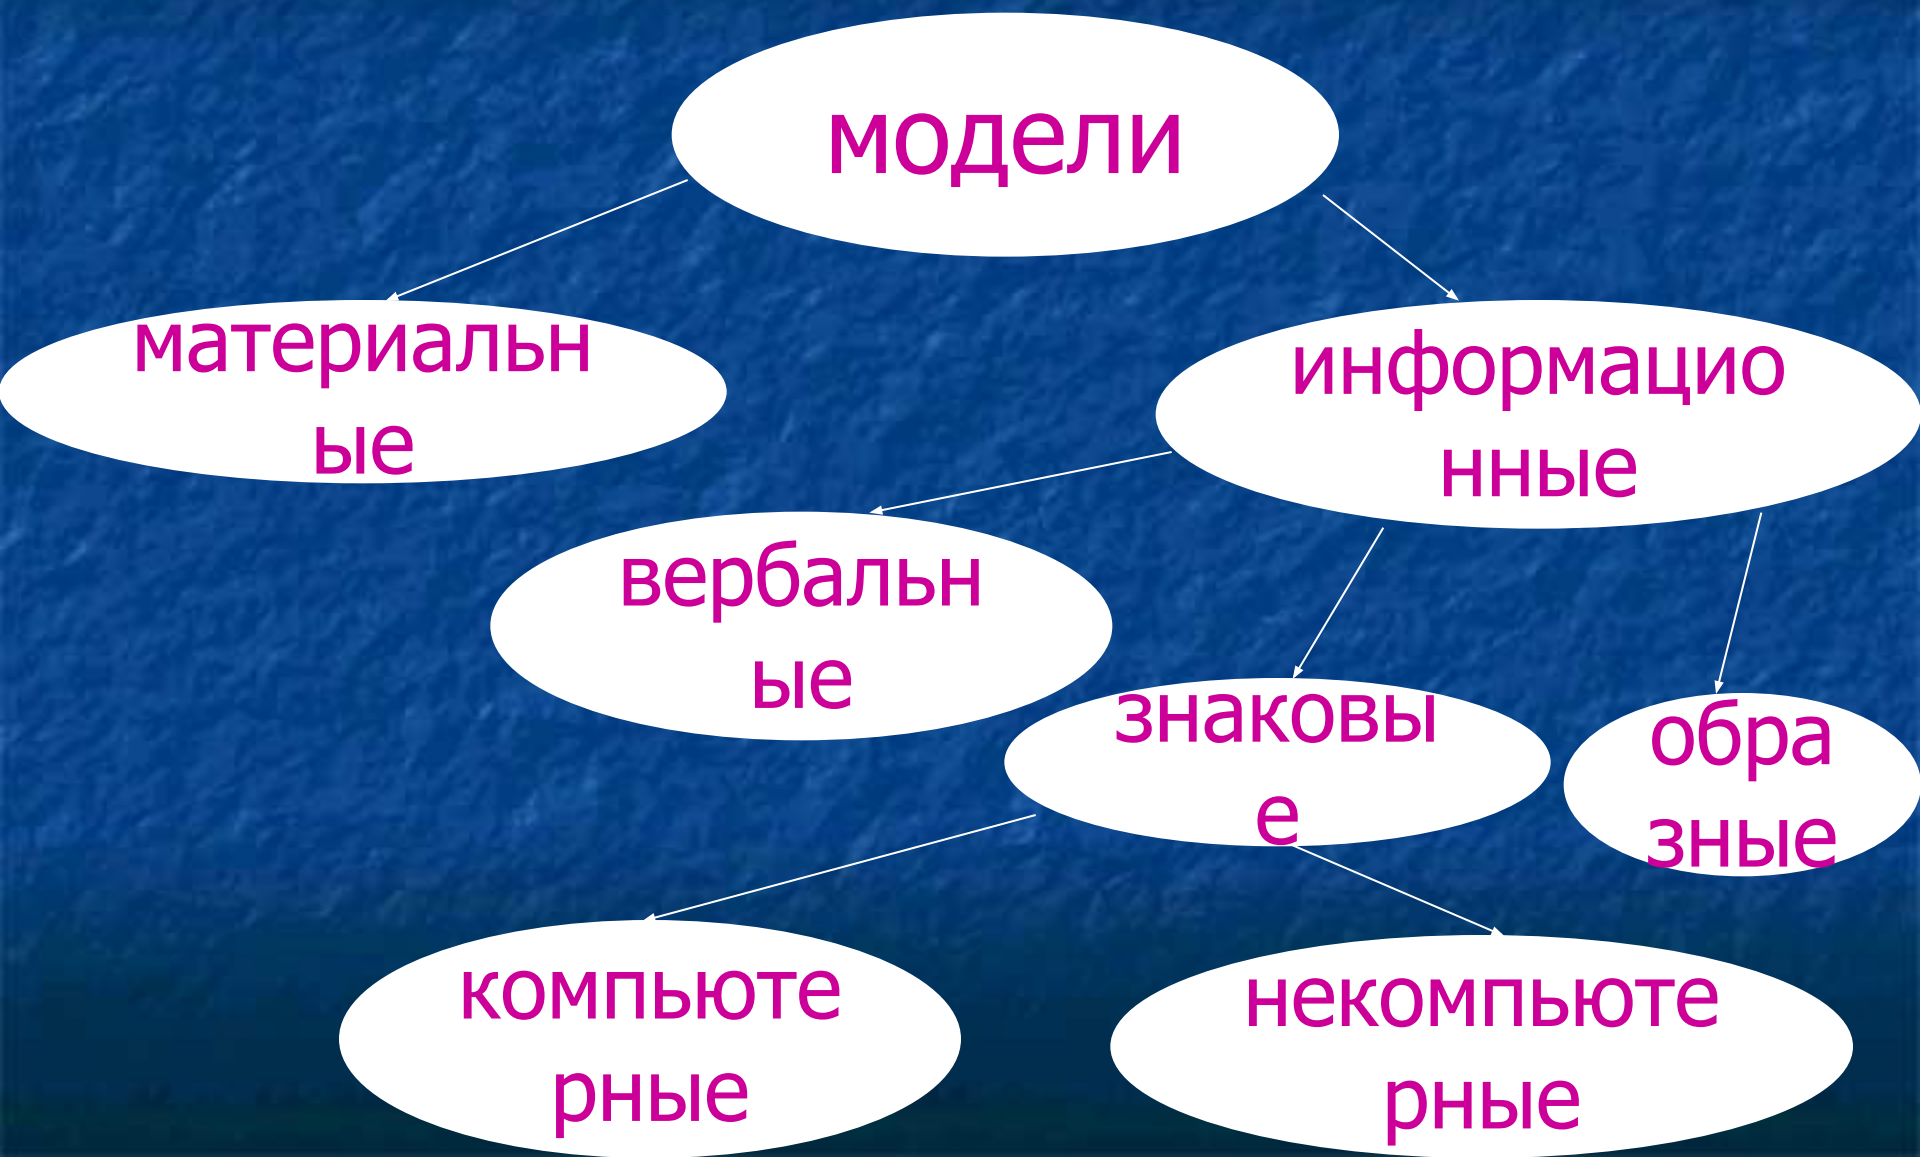 модели
материальн
ые
информацио
нные
вербальн
ые
знаковы
е
обра
зные
компьюте
рные
некомпьюте
рные